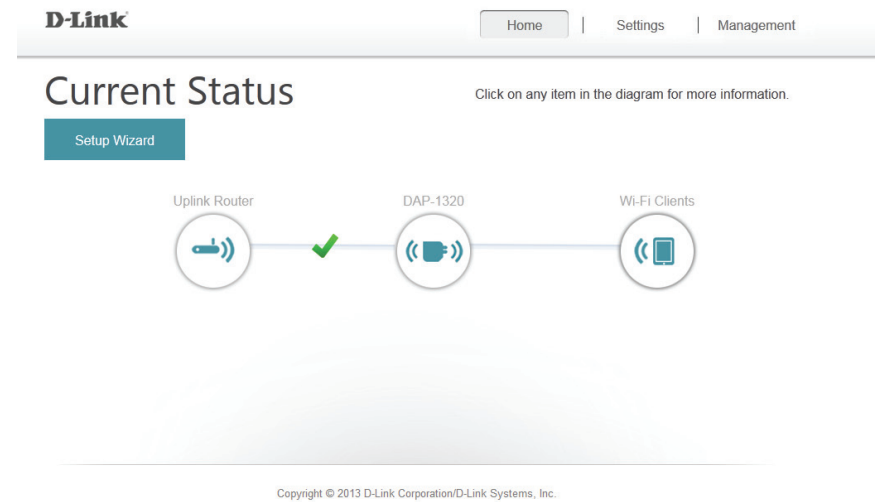 D-Link
Home | Settings | Management
Current Status
Click on any item in the diagram for more information.
Setup Wizard
Uplink Router
DAP-1320
Wi-Fi Clients
Copyright © 2013 D-Link Corporation/D-Link Systems, Inc.